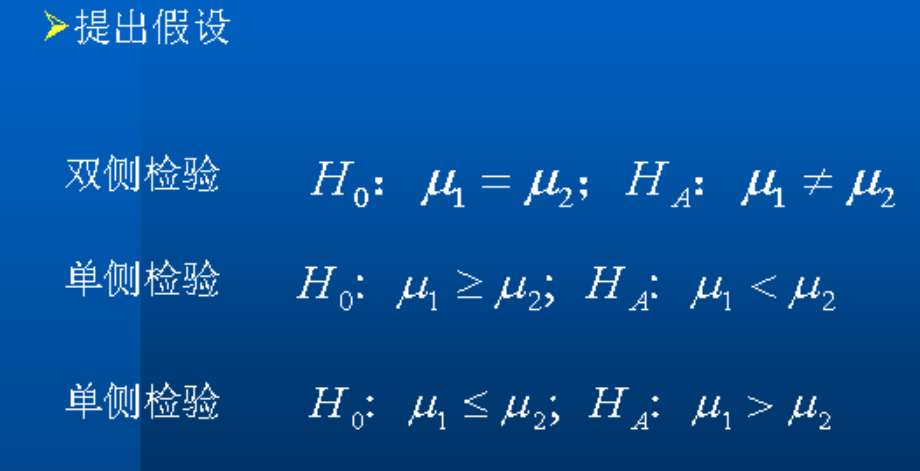 ➢提出假设
双侧检验 H₀: μ₁ = μ₂; H_A: μ₁ ≠ μ₂
单侧检验 H₀: μ₁ ≥ μ₂; H_A: μ₁ < μ₂
单侧检验 H₀: μ₁ ≤ μ₂; H_A: μ₁ > μ₂